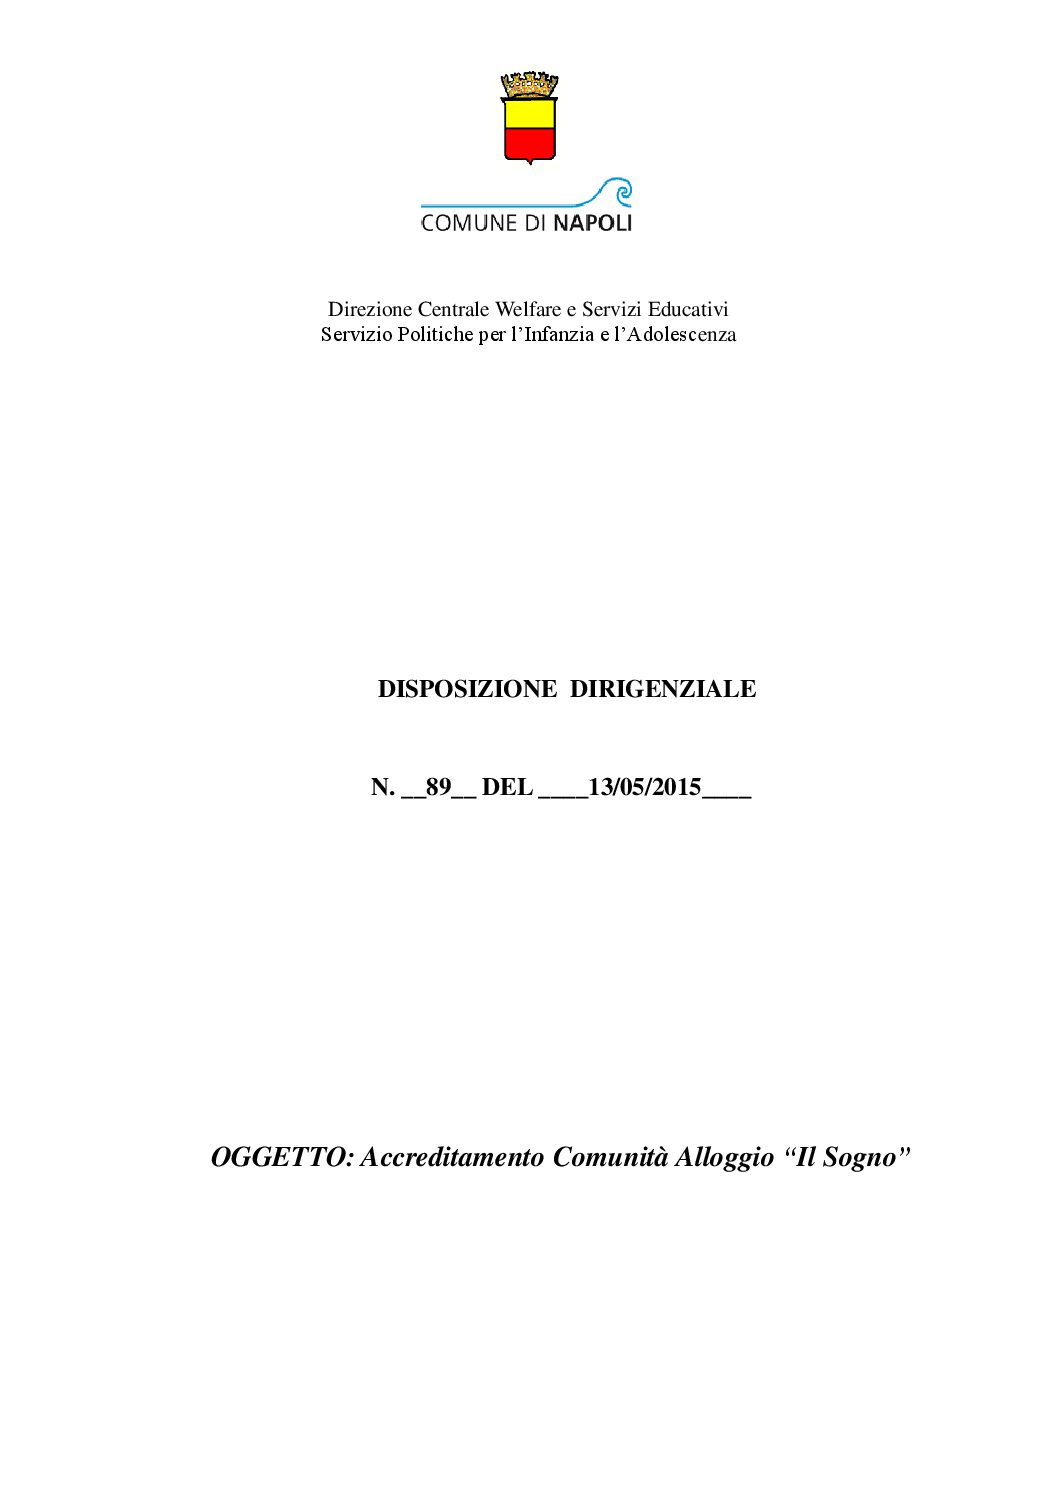 COMUNE DI NAPOLI
Direzione Centrale Welfare e Servizi Educativi
Servizio Politiche per l’Infanzia e l’Adolescenza
DISPOSIZIONE DIRIGENZIALE
N. __89__ DEL ____13/05/2015____
OGGETTO: Accreditamento Comunità Alloggio “Il Sogno”